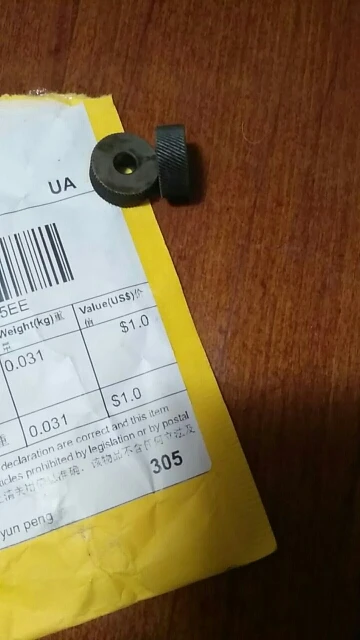 UA
5EE
Weight(kg)重 Value(US$)价
值
0.031 $1.0
0.031 $1.0
declaration are correct and this item
ticles prohibited by legislation or by postal
305
yun peng